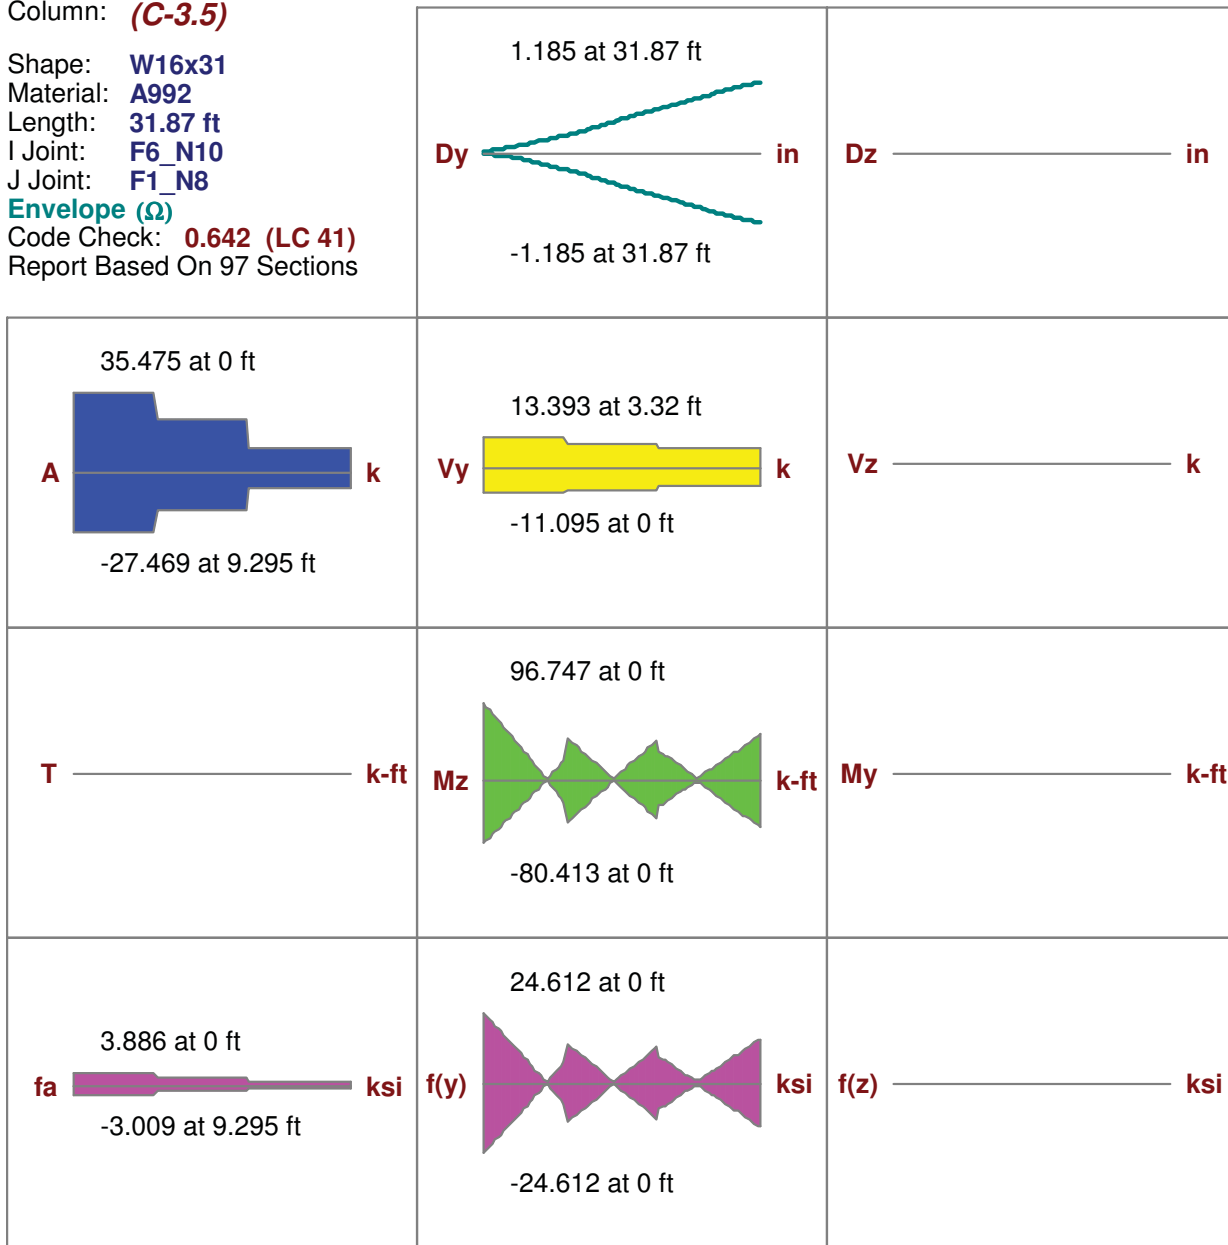 Column: (C-3.5)
Shape: W16x31
Material: A992
Length: 31.87 ft
I Joint: F6_N10
J Joint: F1_N8
Envelope (Ω)
Code Check: 0.642 (LC 41)
Report Based On 97 Sections
1.185 at 31.87 ft
Dy in
-1.185 at 31.87 ft
Dz in
35.475 at 0 ft
A k
-27.469 at 9.295 ft
13.393 at 3.32 ft
Vy k
-11.095 at 0 ft
Vz k
T k-ft
96.747 at 0 ft
Mz k-ft
-80.413 at 0 ft
My k-ft
3.886 at 0 ft
fa ksi
-3.009 at 9.295 ft
24.612 at 0 ft
f(y) ksi
-24.612 at 0 ft
f(z) ksi